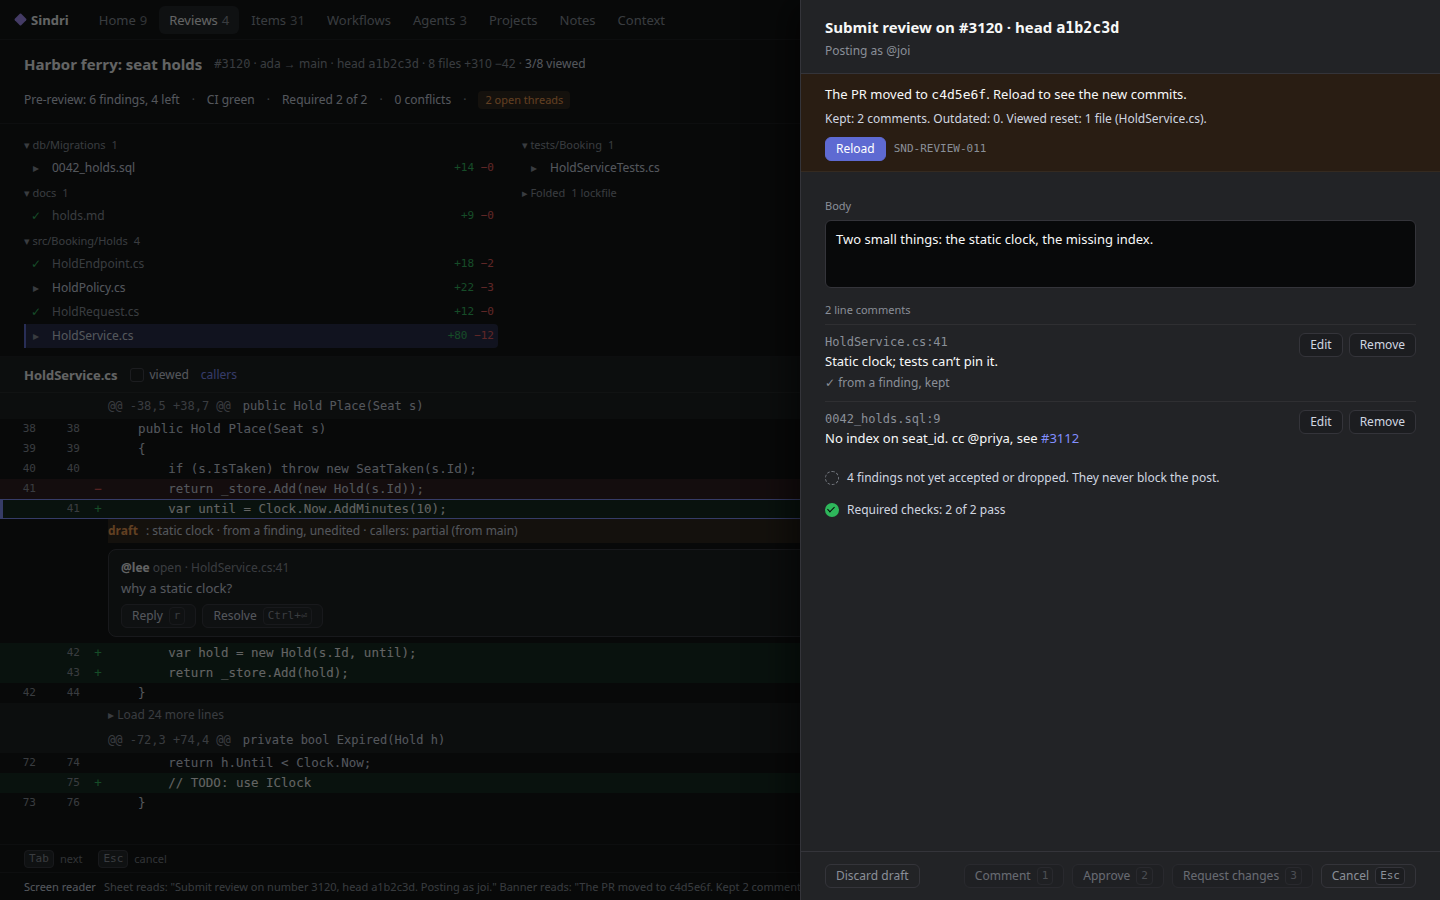 Sindri Home 9 Reviews 4 Items 31 Workflows Agents 3 Projects Notes Context
Harbor ferry: seat holds #3120 · ada → main · head a1b2c3d · 8 files +310 −42 · 3/8 viewed
Pre-review: 6 findings, 4 left · CI green · Required 2 of 2 · 0 conflicts · 2 open threads
▾ db/Migrations 1
▸ 0042_holds.sql +14 −0
▾ docs 1
✓ holds.md +9 −0
▾ src/Booking/Holds 4
✓ HoldEndpoint.cs +18 −2
▸ HoldPolicy.cs +22 −3
✓ HoldRequest.cs +12 −0
▸ HoldService.cs +80 −12
▾ tests/Booking 1
▸ HoldServiceTests.cs
▸ Folded 1 lockfile
HoldService.cs viewed callers
@@ -38,5 +38,7 @@ public Hold Place(Seat s)
38 38 public Hold Place(Seat s)
39 39 {
40 40 if (s.IsTaken) throw new SeatTaken(s.Id);
41 − return _store.Add(new Hold(s.Id));
41 + var until = Clock.Now.AddMinutes(10);
draft : static clock · from a finding, unedited · callers: partial (from main)
@lee open · HoldService.cs:41
why a static clock?
Reply r Resolve Ctrl+⏎
42 + var hold = new Hold(s.Id, until);
43 + return _store.Add(hold);
42 44 }
▸ Load 24 more lines
@@ -72,3 +74,4 @@ private bool Expired(Hold h)
72 74 return h.Until < Clock.Now;
75 + // TODO: use IClock
73 76 }
Tab next Esc cancel
Screen reader Sheet reads: "Submit review on number 3120, head a1b2c3d. Posting as joi." Banner reads: "The PR moved to c4d5e6f. Kept 2 comment
Submit review on #3120 · head a1b2c3d
Posting as @joi
The PR moved to c4d5e6f. Reload to see the new commits.
Kept: 2 comments. Outdated: 0. Viewed reset: 1 file (HoldService.cs).
Reload SND-REVIEW-011
Body
Two small things: the static clock, the missing index.
2 line comments
HoldService.cs:41 Edit Remove
Static clock; tests can’t pin it.
✓ from a finding, kept
0042_holds.sql:9 Edit Remove
No index on seat_id. cc @priya, see #3112
4 findings not yet accepted or dropped. They never block the post.
Required checks: 2 of 2 pass
Discard draft Comment 1 Approve 2 Request changes 3 Cancel Esc